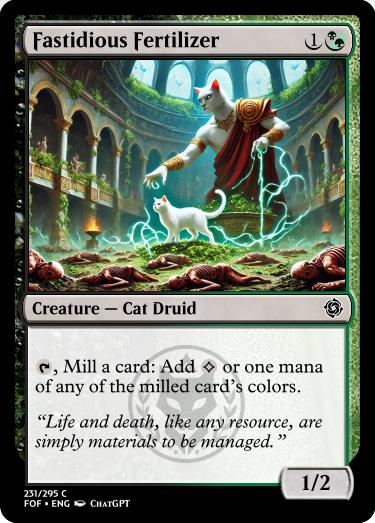 Fastidious Fertilizer 1
Creature — Cat Druid
, Mill a card: Add or one mana
of any of the milled card's colors.
“Life and death, like any resource, are
simply materials to be managed.”
1/2
231/295 C
FOF • ENG ChatGPT